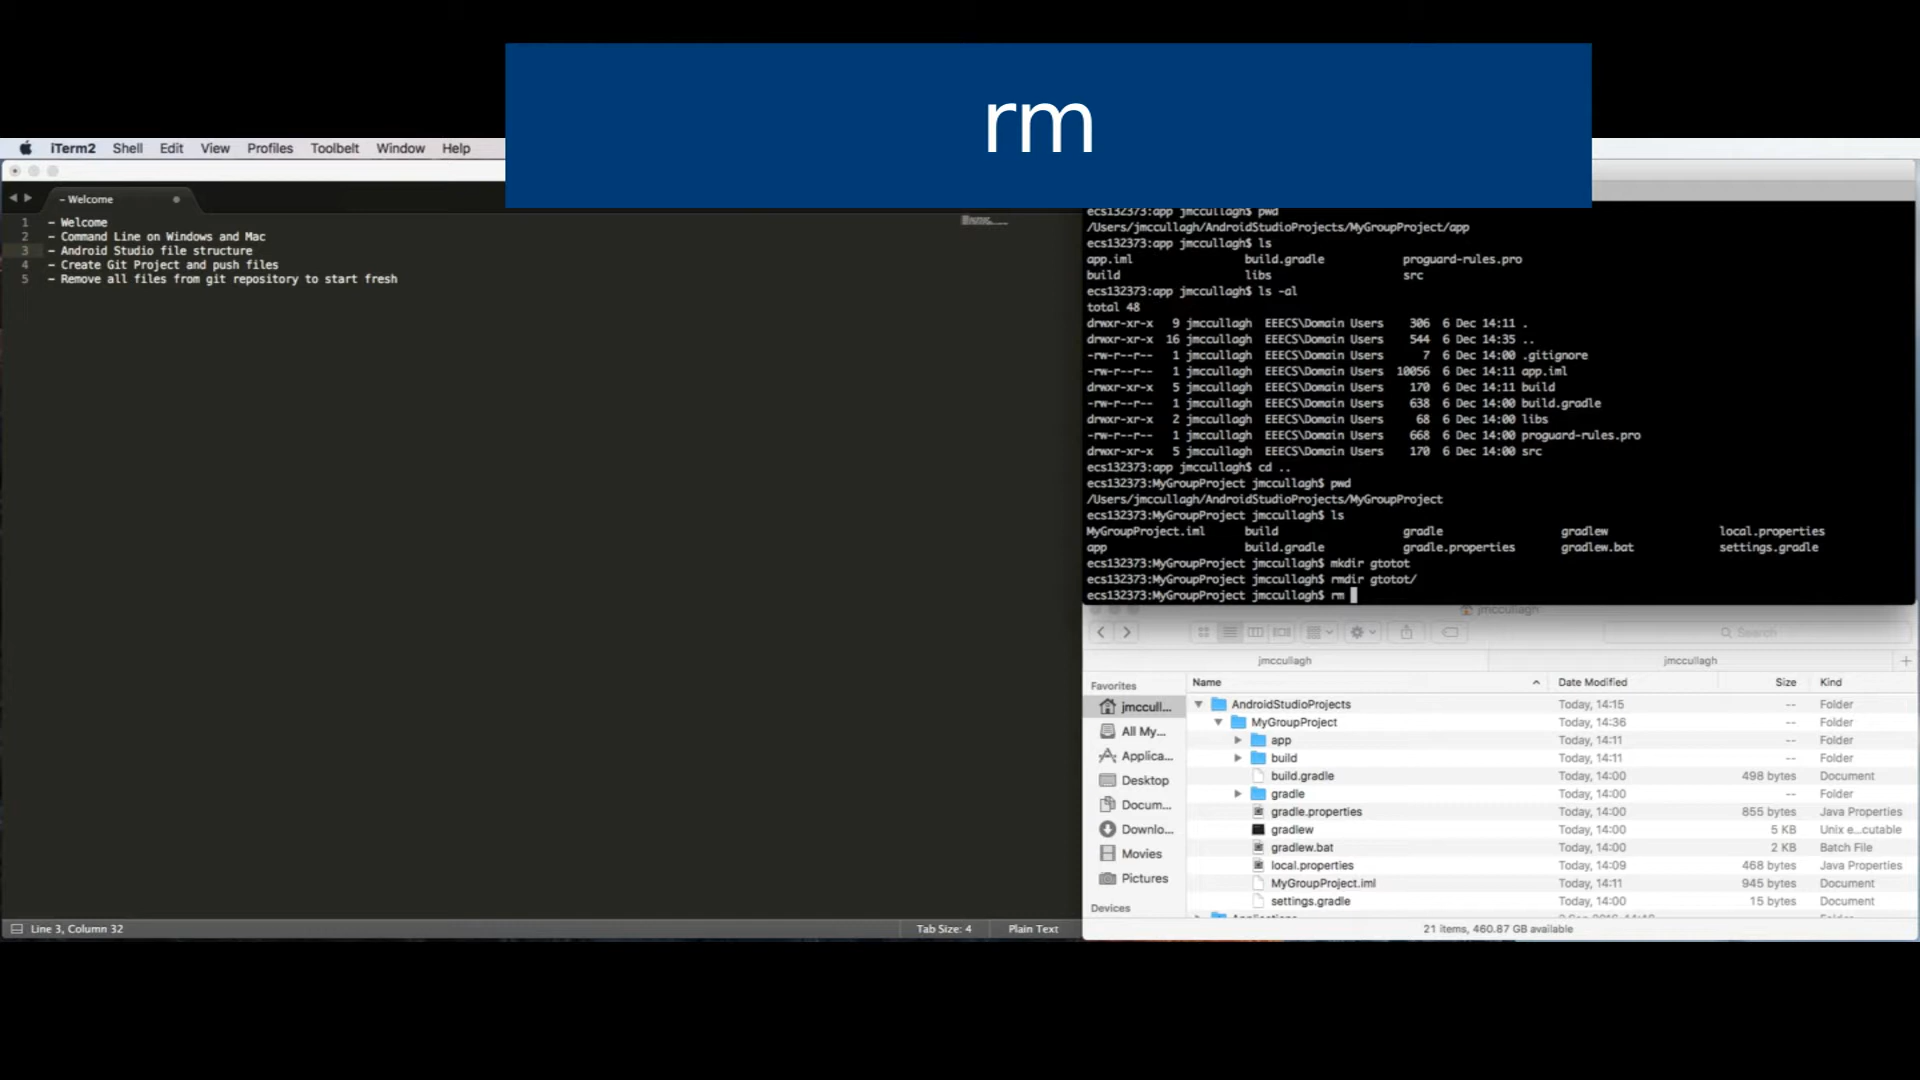 rm
iTerm2 Shell Edit View Profiles Toolbelt Window Help
- Welcome
1 - Welcome
2 - Command Line on Windows and Mac
3 - Android Studio file structure
4 - Create Git Project and push files
5 - Remove all files from git repository to start fresh
Line 3, Column 32
Tab Size: 4
Plain Text
ecs132373:app jmccullagh$ pwd
/Users/jmccullagh/AndroidStudioProjects/MyGroupProject/app
ecs132373:app jmccullagh$ ls
app.iml build.gradle proguard-rules.pro
build libs src
ecs132373:app jmccullagh$ ls -al
total 48
drwxr-xr-x 9 jmccullagh EEECS\Domain Users 306 6 Dec 14:11 .
drwxr-xr-x 16 jmccullagh EEECS\Domain Users 544 6 Dec 14:35 ..
-rw-r--r-- 1 jmccullagh EEECS\Domain Users 7 6 Dec 14:00 .gitignore
-rw-r--r-- 1 jmccullagh EEECS\Domain Users 10056 6 Dec 14:11 app.iml
drwxr-xr-x 5 jmccullagh EEECS\Domain Users 170 6 Dec 14:11 build
-rw-r--r-- 1 jmccullagh EEECS\Domain Users 638 6 Dec 14:00 build.gradle
drwxr-xr-x 2 jmccullagh EEECS\Domain Users 68 6 Dec 14:00 libs
-rw-r--r-- 1 jmccullagh EEECS\Domain Users 668 6 Dec 14:00 proguard-rules.pro
drwxr-xr-x 5 jmccullagh EEECS\Domain Users 170 6 Dec 14:00 src
ecs132373:app jmccullagh$ cd ..
ecs132373:MyGroupProject jmccullagh$ pwd
/Users/jmccullagh/AndroidStudioProjects/MyGroupProject
ecs132373:MyGroupProject jmccullagh$ ls
MyGroupProject.iml build gradle gradlew local.properties
app build.gradle gradle.properties gradlew.bat settings.gradle
ecs132373:MyGroupProject jmccullagh$ mkdir gtotot
ecs132373:MyGroupProject jmccullagh$ rmdir gtotot/
ecs132373:MyGroupProject jmccullagh$ rm
jmccullagh
Search
jmccullagh jmccullagh
Favorites
jmccull...
All My...
Applica...
Desktop
Docum...
Downlo...
Movies
Pictures
Devices
Name Date Modified Size Kind
AndroidStudioProjects Today, 14:15 -- Folder
MyGroupProject Today, 14:36 -- Folder
app Today, 14:11 -- Folder
build Today, 14:11 -- Folder
build.gradle Today, 14:00 498 bytes Document
gradle Today, 14:00 -- Folder
gradle.properties Today, 14:00 855 bytes Java Properties
gradlew Today, 14:00 5 KB Unix e...cutable
gradlew.bat Today, 14:00 2 KB Batch File
local.properties Today, 14:09 468 bytes Java Properties
MyGroupProject.iml Today, 14:11 945 bytes Document
settings.gradle Today, 14:00 15 bytes Document
21 items, 460.87 GB available